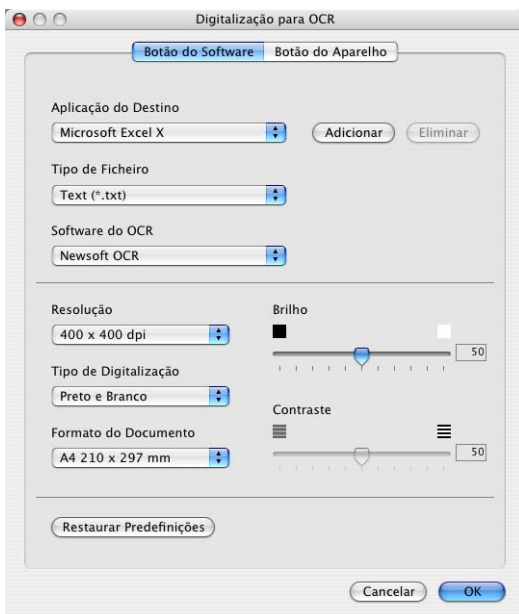 Digitalização para OCR
Botão do Software Botão do Aparelho
Aplicação do Destino
Microsoft Excel X Adicionar Eliminar
Tipo de Ficheiro
Text (*.txt)
Software do OCR
Newsoft OCR
Resolução
400 x 400 dpi
Tipo de Digitalização
Preto e Branco
Formato do Documento
A4 210 x 297 mm
Brilho
50
Contraste
50
Restaurar Predefinições
Cancelar OK